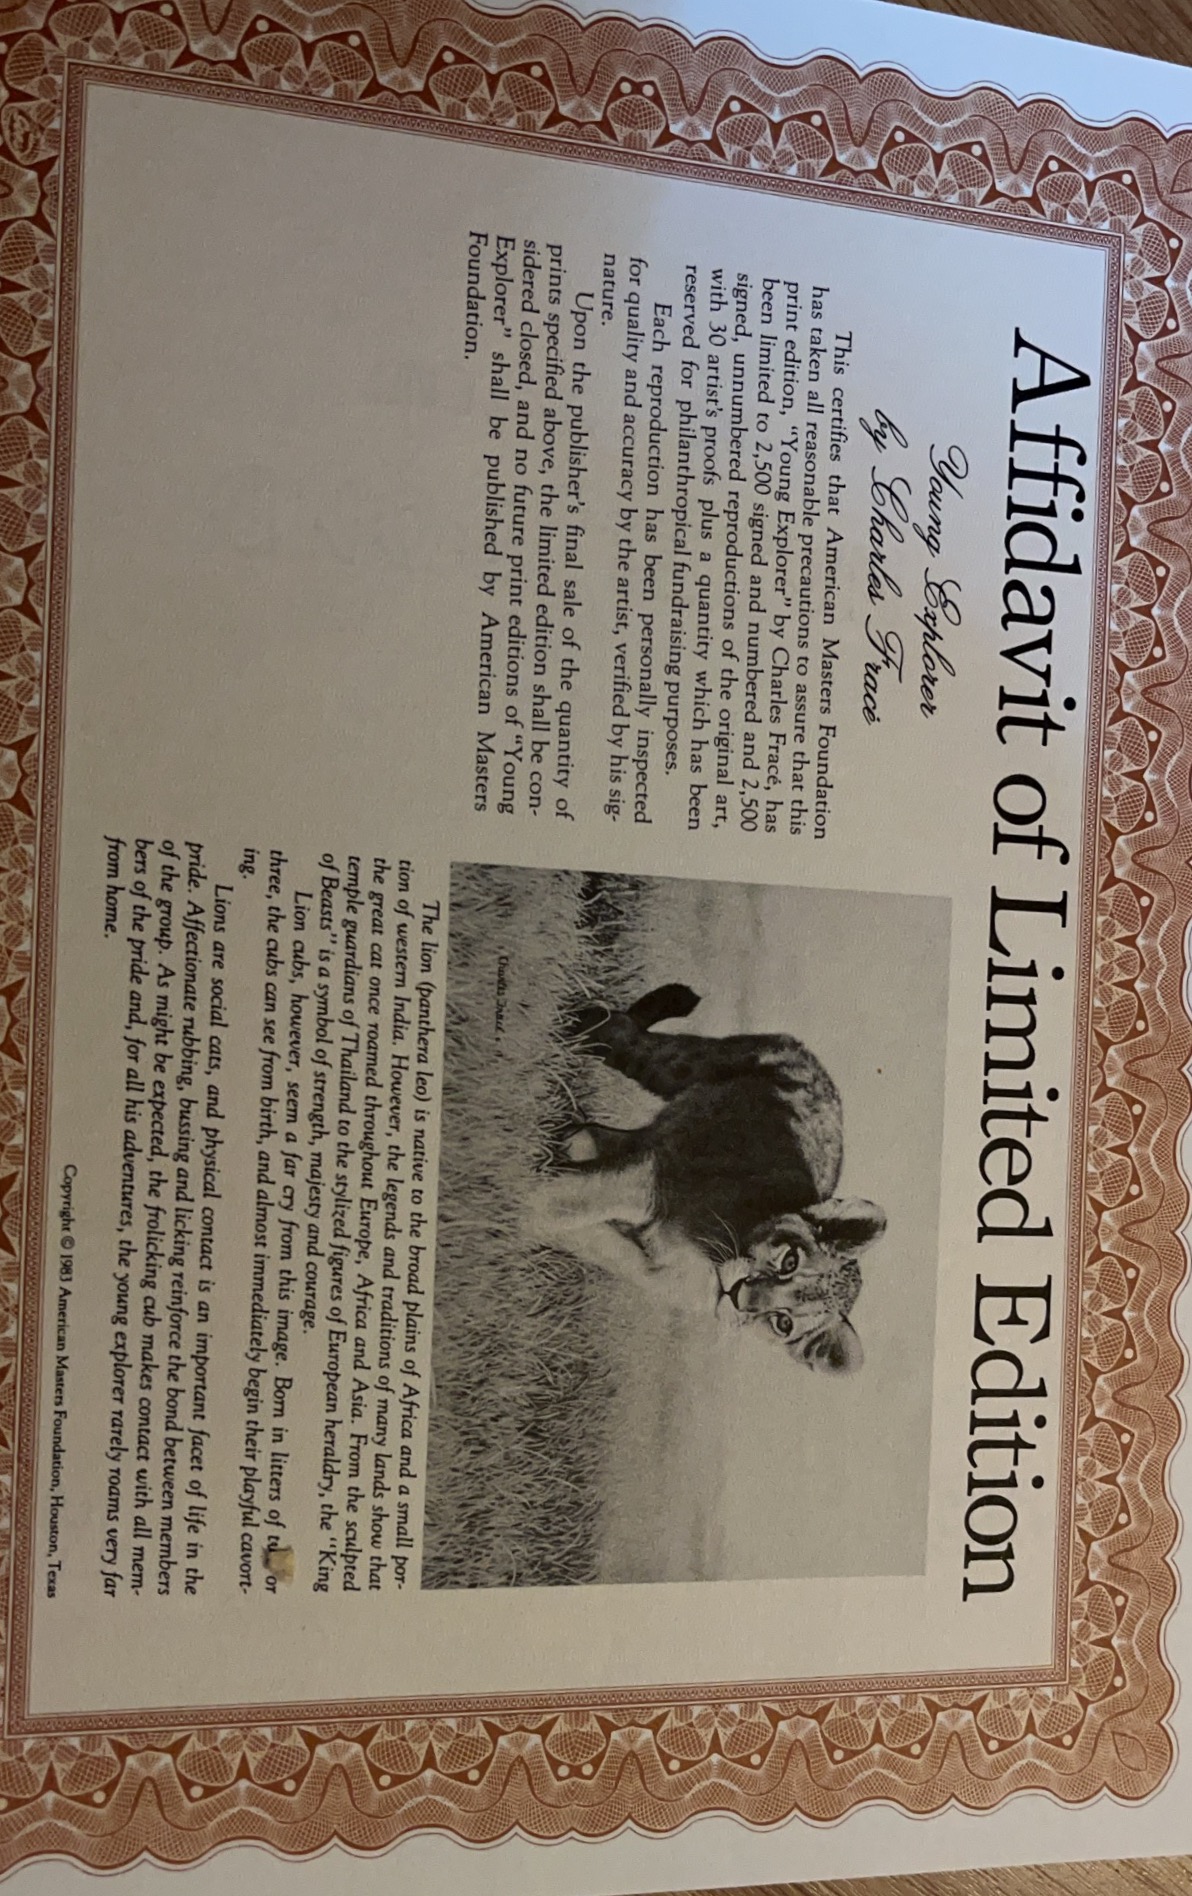 Affidavit of Limited Edition
Young Explorer
by Charles Fracé
This certifies that American Masters Foundation
has taken all reasonable precautions to assure that this
print edition, “Young Explorer” by Charles Fracé, has
been limited to 2,500 signed and numbered and 2,500
signed, unnumbered reproductions of the original art,
with 30 artist’s proofs plus a quantity which has been
reserved for philanthropical fundraising purposes.
Each reproduction has been personally inspected
for quality and accuracy by the artist, verified by his sig-
nature.
Upon the publisher’s final sale of the quantity of
prints specified above, the limited edition shall be con-
sidered closed, and no future print editions of “Young
Explorer” shall be published by American Masters
Foundation.
Charles Fracé
The lion (panthera leo) is native to the broad plains of Africa and a small por-
tion of western India. However, the legends and traditions of many lands show that
the great cat once roamed throughout Europe, Africa and Asia. From the sculpted
temple guardians of Thailand to the stylized figures of European heraldry, the “King
of Beasts” is a symbol of strength, majesty and courage.
Lion cubs, however, seem a far cry from this image. Born in litters of or
three, the cubs can see from birth, and almost immediately begin their playful cavort-
ing.
Lions are social cats, and physical contact is an important facet of life in the
pride. Affectionate rubbing, bussing and licking reinforce the bond between members
of the group. As might be expected, the frolicking cub makes contact with all mem-
bers of the pride and, for all his adventures, the young explorer rarely roams very far
from home.
Copyright © 1983 American Masters Foundation, Houston, Texas